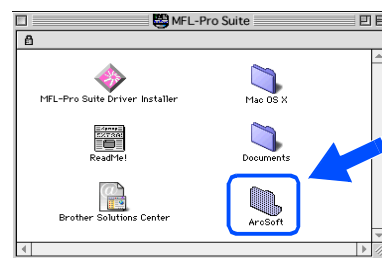 MFL-Pro Suite
MFL-Pro Suite Driver Installer
Mac OS X
ReadMe!
Documents
Brother Solutions Center
ArcSoft